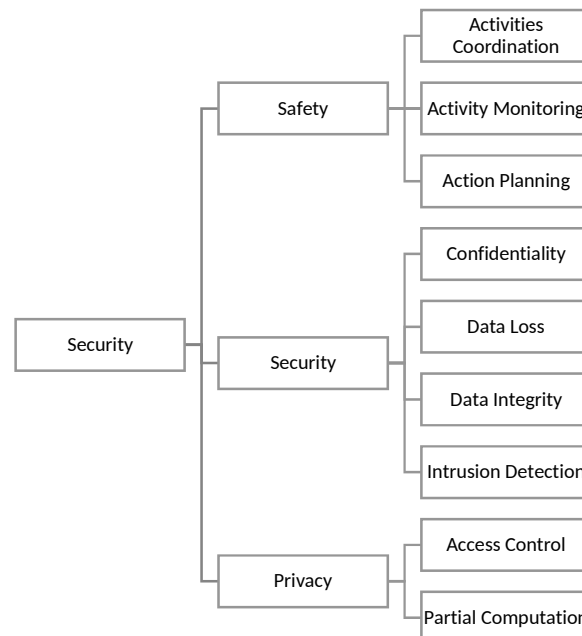 Activities
Coordination
Safety
Activity Monitoring
Action Planning
Confidentiality
Data Loss
Security
Security
Data Integrity
Intrusion Detection
Access Control
Privacy
Partial Computation